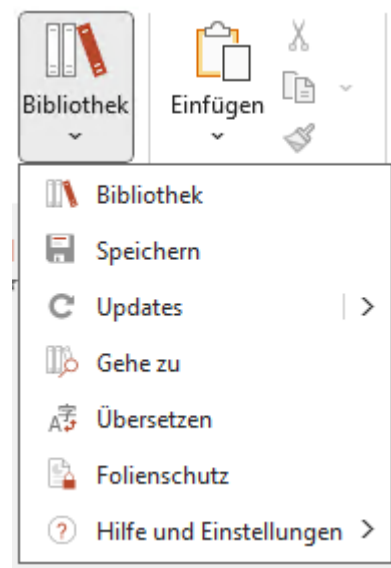 Bibliothek
Einfügen
Bibliothek
Speichern
Updates
Gehe zu
Übersetzen
Folienschutz
Hilfe und Einstellungen